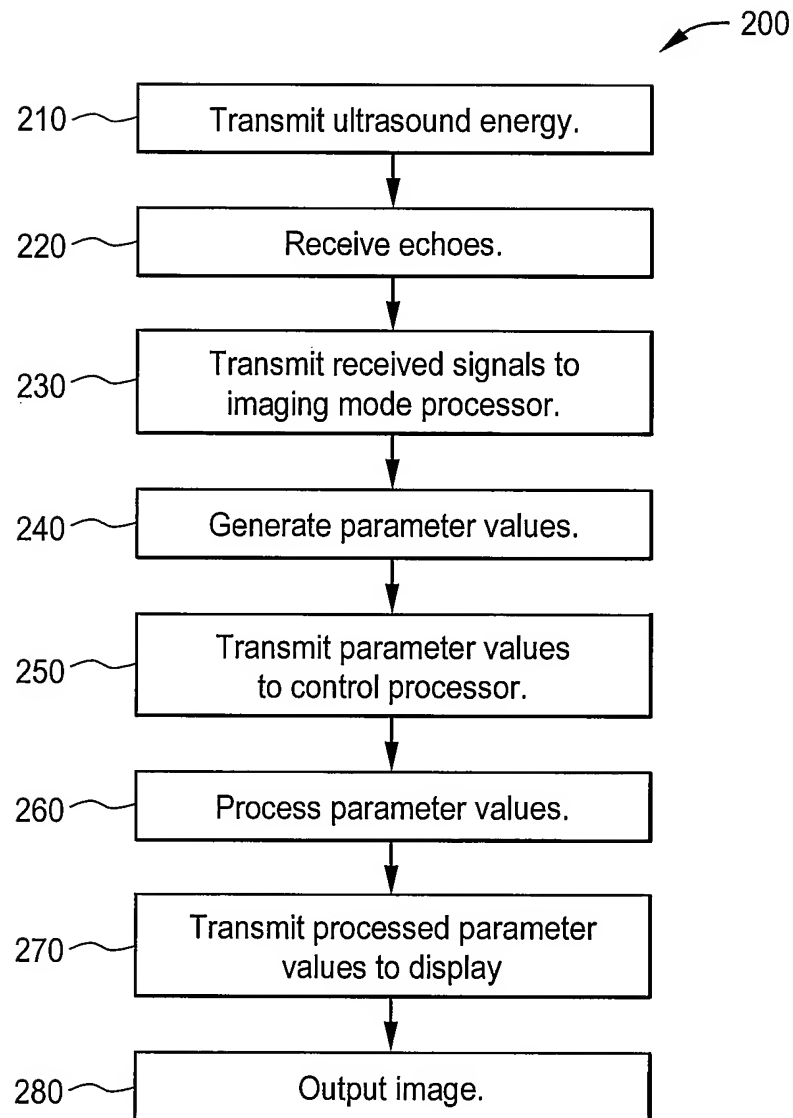 200
210
Transmit ultrasound energy.
220
Receive echoes.
230
Transmit received signals to
imaging mode processor.
240
Generate parameter values.
250
Transmit parameter values
to control processor.
260
Process parameter values.
270
Transmit processed parameter
values to display
280
Output image.